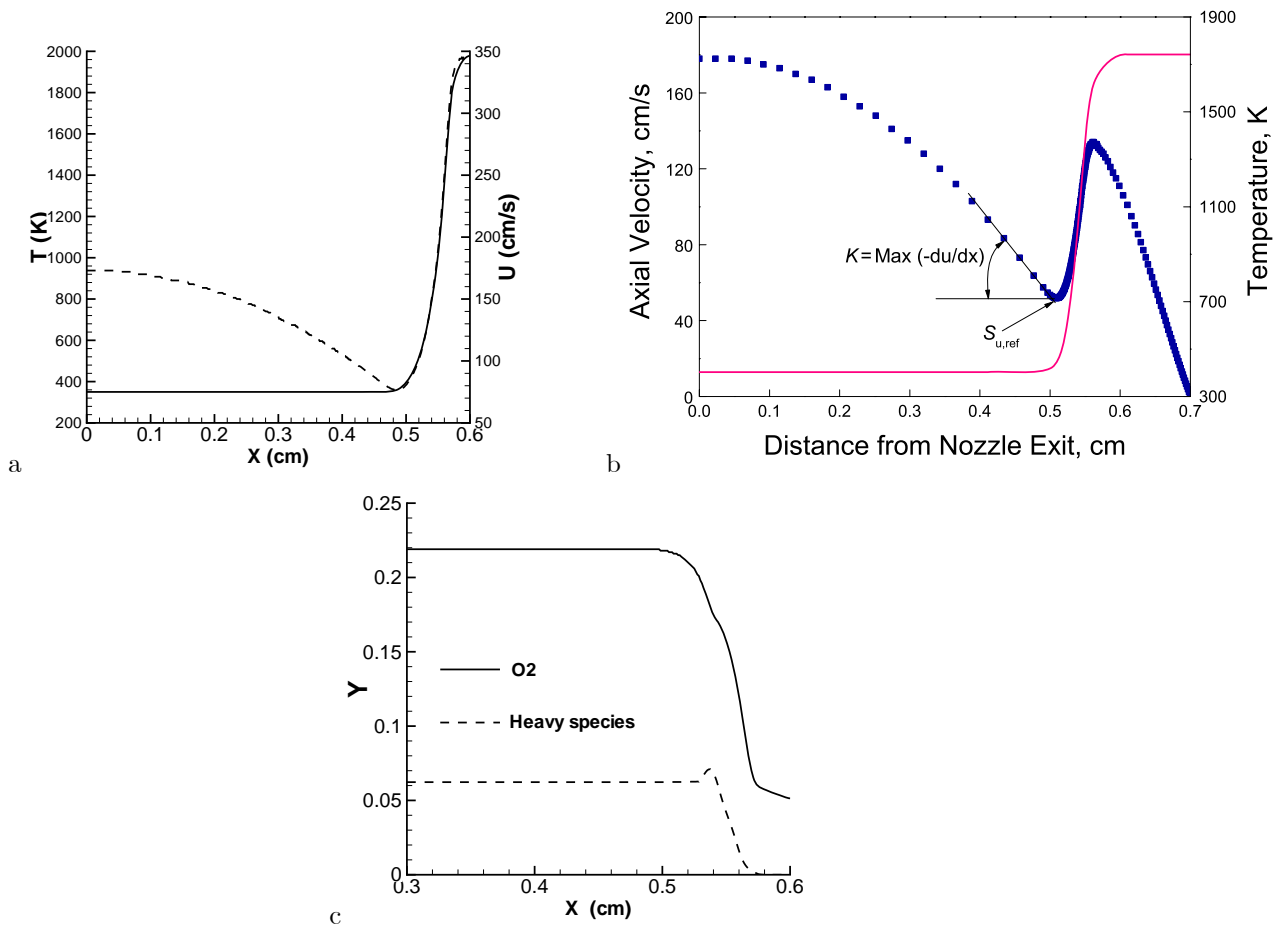 2000
1800
1600
1400
1200
1000
800
600
400
200
T (K)
0 0.1 0.2 0.3 0.4 0.5 0.6
X (cm)
350
300
250
200
150
100
50
U (cm/s)
a
200
160
120
80
40
0
Axial Velocity, cm/s
K = Max (-du/dx)
S u,ref
0.0 0.1 0.2 0.3 0.4 0.5 0.6 0.7
Distance from Nozzle Exit, cm
1900
1500
1100
700
300
Temperature, K
b
0.25
0.2
0.15
0.1
0.05
0
Y
O2
Heavy species
0.3 0.4 0.5 0.6
X (cm)
c